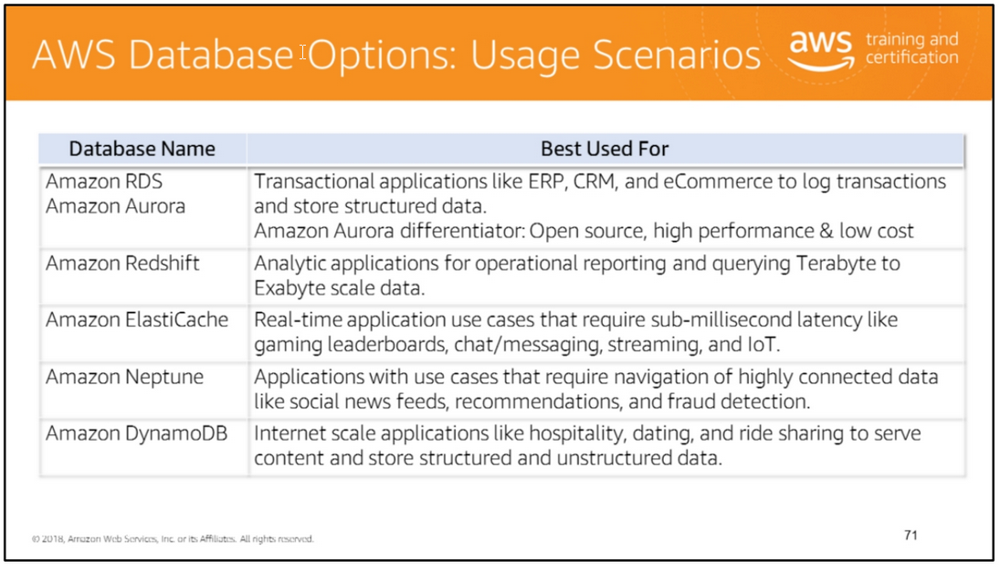 AWS Database Options: Usage Scenarios
aws training and
certification
Database Name
Best Used For
Amazon RDS
Amazon Aurora
Transactional applications like ERP, CRM, and eCommerce to log transactions
and store structured data.
Amazon Aurora differentiator: Open source, high performance & low cost
Amazon Redshift
Analytic applications for operational reporting and querying Terabyte to
Exabyte scale data.
Amazon ElastiCache
Real-time application use cases that require sub-millisecond latency like
gaming leaderboards, chat/messaging, streaming, and IoT.
Amazon Neptune
Applications with use cases that require navigation of highly connected data
like social news feeds, recommendations, and fraud detection.
Amazon DynamoDB
Internet scale applications like hospitality, dating, and ride sharing to serve
content and store structured and unstructured data.
© 2018, Amazon Web Services, Inc. or its Affiliates. All rights reserved.
71